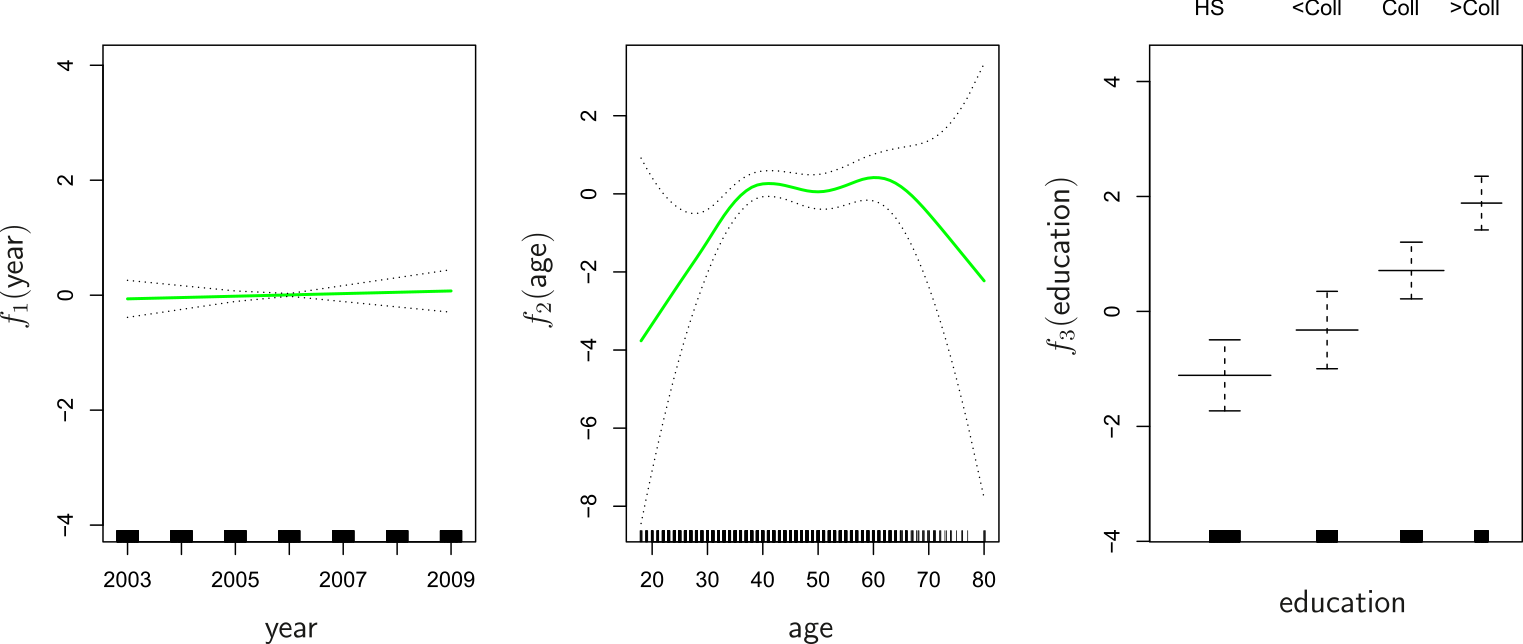 HS <Coll Coll >Coll
4
2
0
−2
−4
f1(year)
2003 2005 2007 2009
year
2
0
−2
−4
−6
−8
f2(age)
20 30 40 50 60 70 80
age
4
2
0
−2
−4
f3(education)
education